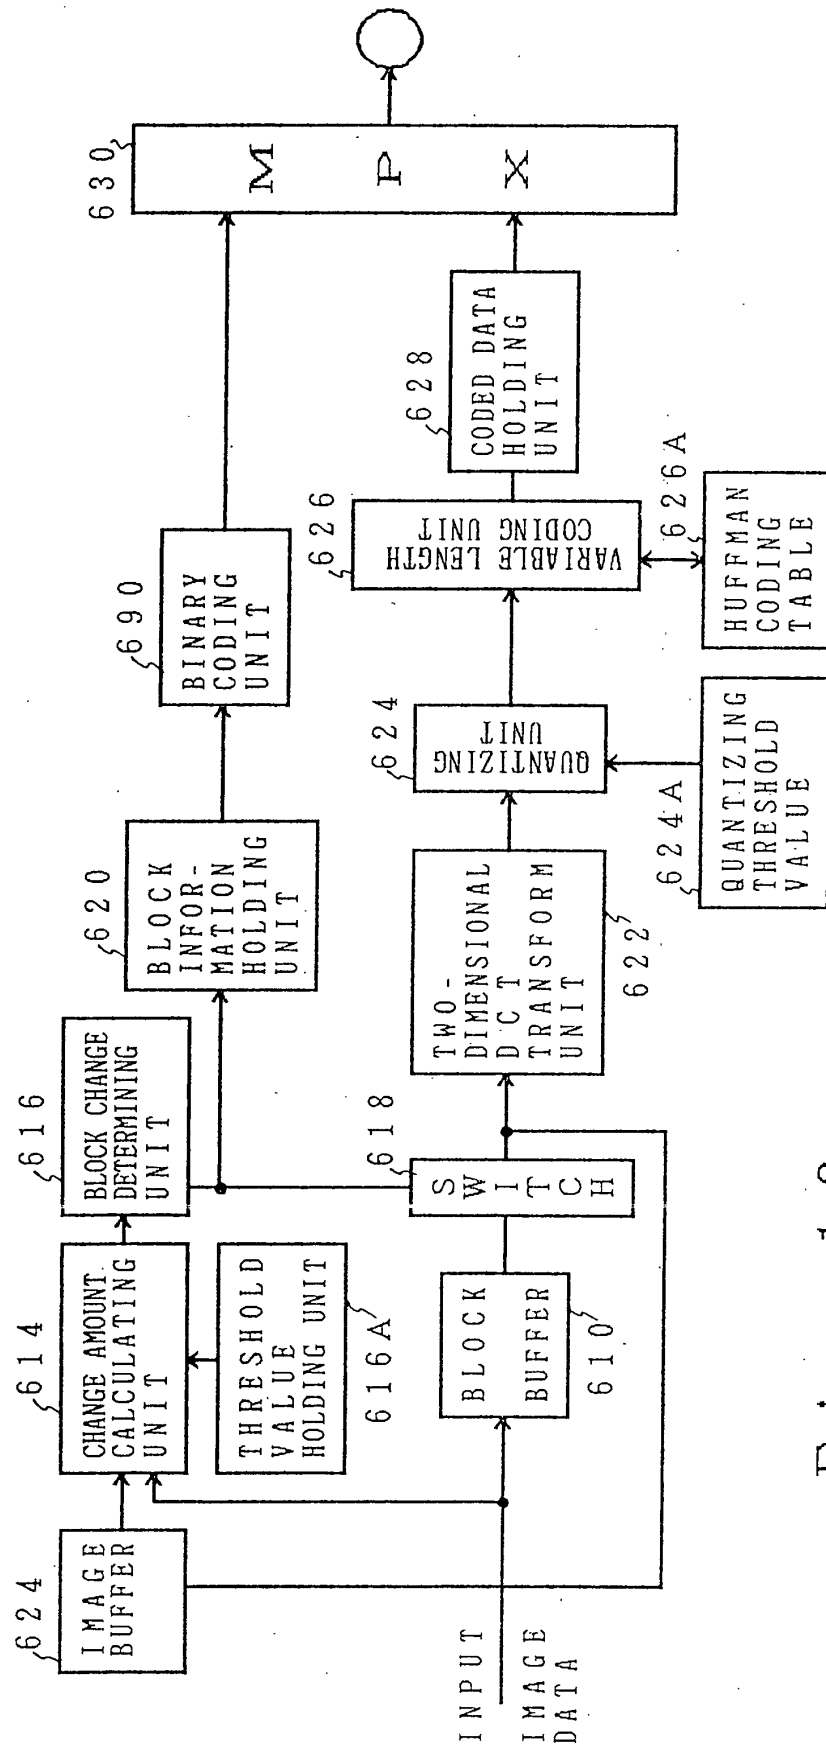 624
IMAGE
BUFFER
614
CHANGE AMOUNT
CALCULATING
UNIT
616
BLOCK CHANGE
DETERMINING
UNIT
THRESHOLD
VALUE
HOLDING UNIT
616A
620
BLOCK
INFOR-
MATION
HOLDING
UNIT
690
BINARY
CODING
UNIT
630
M P X
INPUT
IMAGE
DATA
BLOCK
BUFFER
610
618
SWITCH
TWO-
DIMENSIONAL
DCT
TRANSFORM
UNIT
622
624
QUANTIZING
UNIT
624A
QUANTIZING
THRESHOLD
VALUE
626
VARIABLE LENGTH
CODING UNIT
626A
HUFFMAN
CODING
TABLE
628
CODED DATA
HOLDING
UNIT